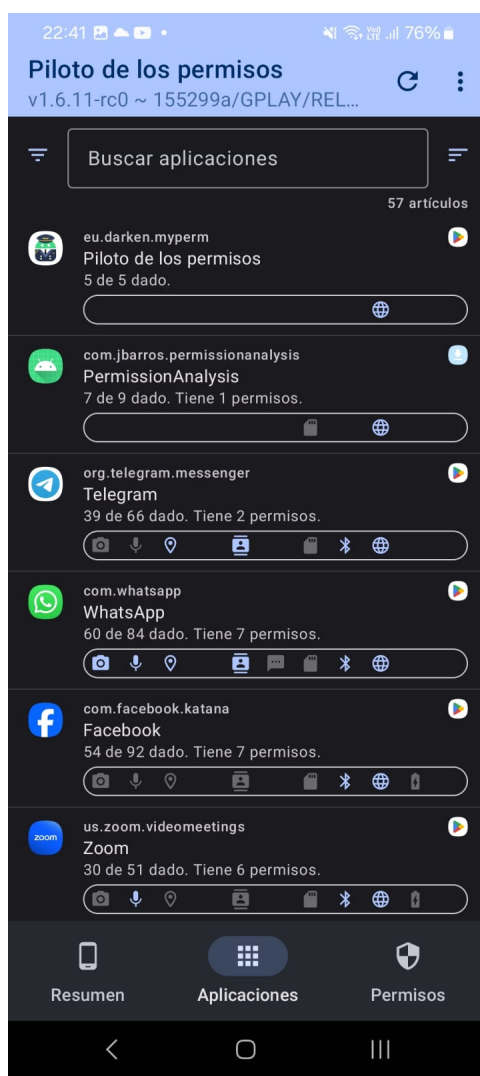 22:41
76%
Piloto de los permisos
v1.6.11-rc0 ~ 155299a/GPLAY/REL...
Buscar aplicaciones
57 artículos
eu.darken.myperm
Piloto de los permisos
5 de 5 dado.
com.jbarros.permissionanalysis
PermissionAnalysis
7 de 9 dado. Tiene 1 permisos.
org.telegram.messenger
Telegram
39 de 66 dado. Tiene 2 permisos.
com.whatsapp
WhatsApp
60 de 84 dado. Tiene 7 permisos.
com.facebook.katana
Facebook
54 de 92 dado. Tiene 7 permisos.
us.zoom.videomeetings
zoom
Zoom
30 de 51 dado. Tiene 6 permisos.
Resumen
Aplicaciones
Permisos